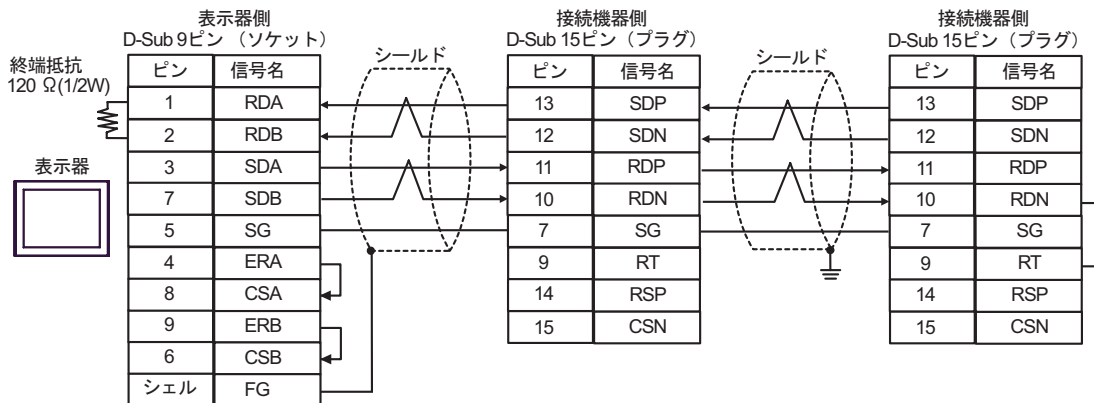 表示器側
D-Sub 9ピン （ソケット）
接続機器側
D-Sub 15ピン（プラグ）
接続機器側
D-Sub 15ピン（プラグ）
終端抵抗
120 Ω(1/2W)
表示器
シールド
シールド
ピン 信号名
1 RDA
2 RDB
3 SDA
7 SDB
5 SG
4 ERA
8 CSA
9 ERB
6 CSB
シェル FG
ピン 信号名
13 SDP
12 SDN
11 RDP
10 RDN
7 SG
9 RT
14 RSP
15 CSN
ピン 信号名
13 SDP
12 SDN
11 RDP
10 RDN
7 SG
9 RT
14 RSP
15 CSN